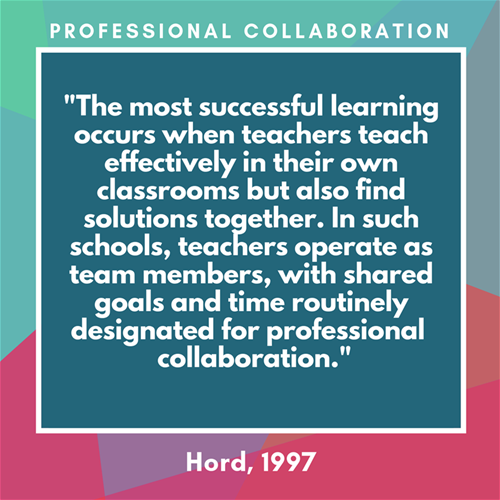 PROFESSIONAL COLLABORATION
"The most successful learning
occurs when teachers teach
effectively in their own
classrooms but also find
solutions together. In such
schools, teachers operate as
team members, with shared
goals and time routinely
designated for professional
collaboration."
Hord, 1997